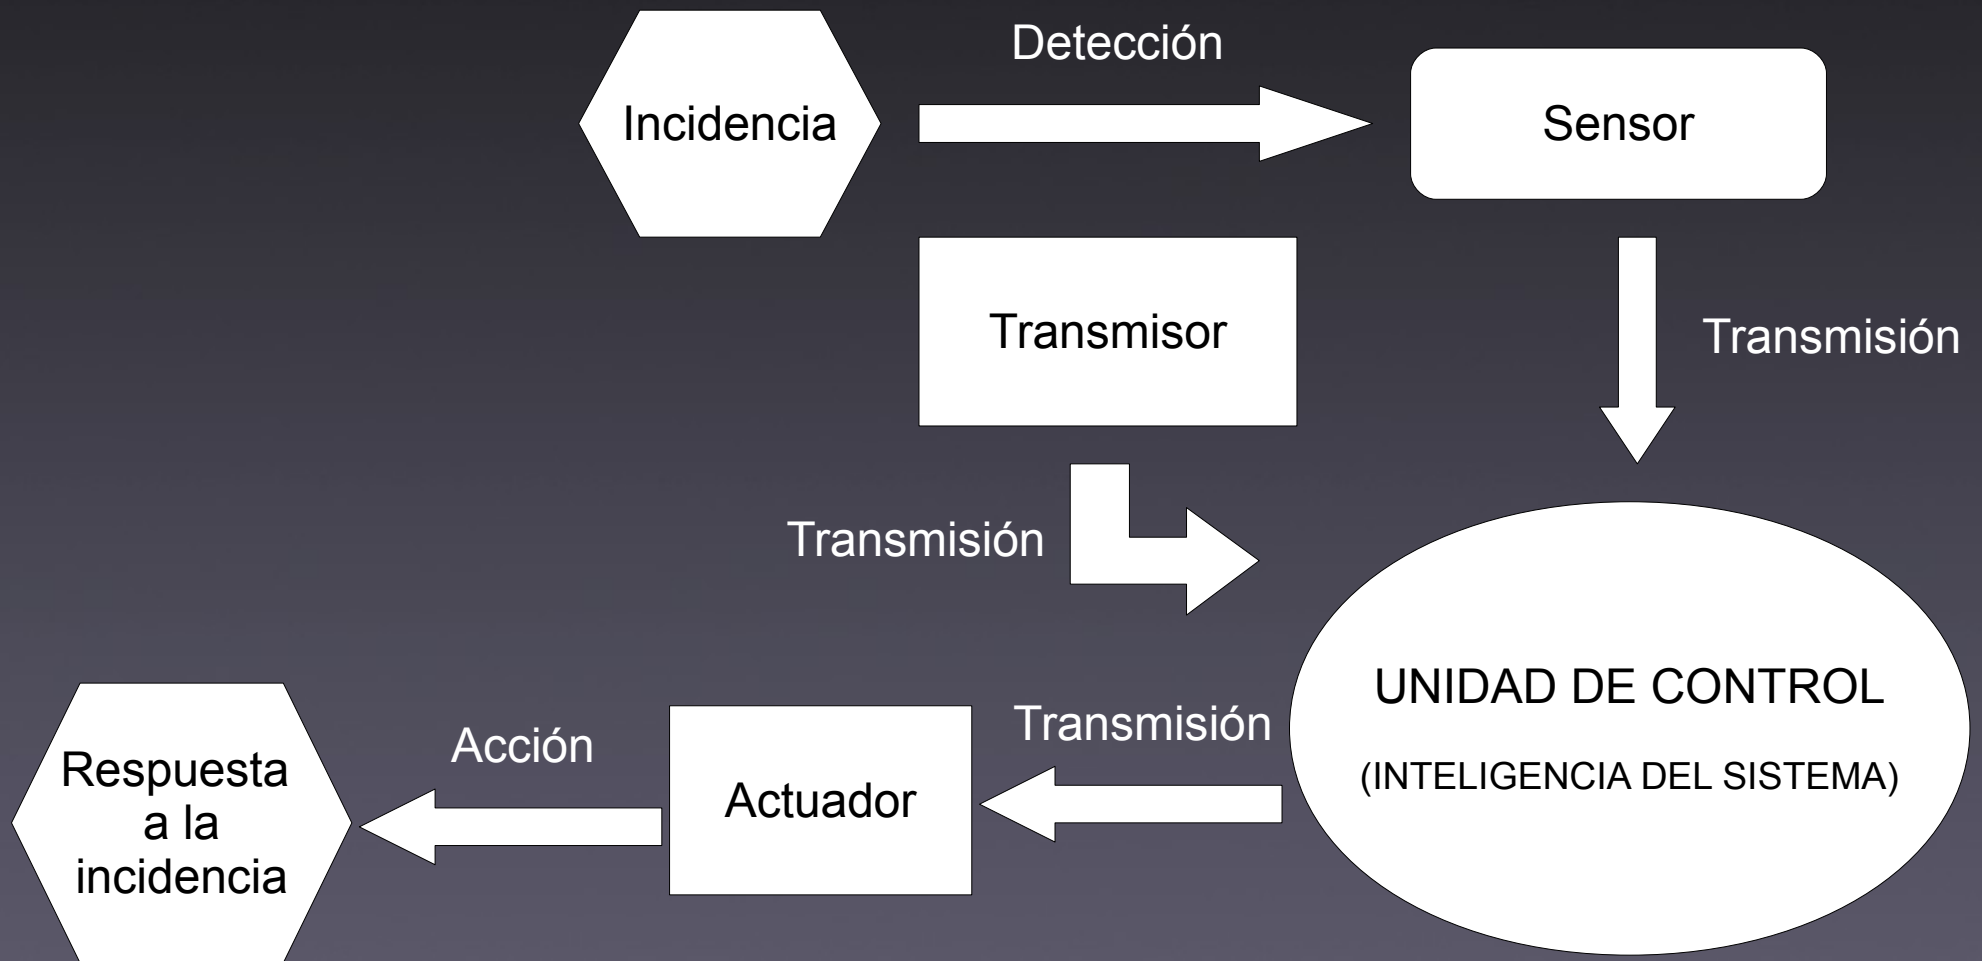 Detección
Incidencia
Sensor
Transmisor
Transmisión
Transmisión
UNIDAD DE CONTROL
(INTELIGENCIA DEL SISTEMA)
Transmisión
Actuador
Acción
Respuesta
a la
incidencia